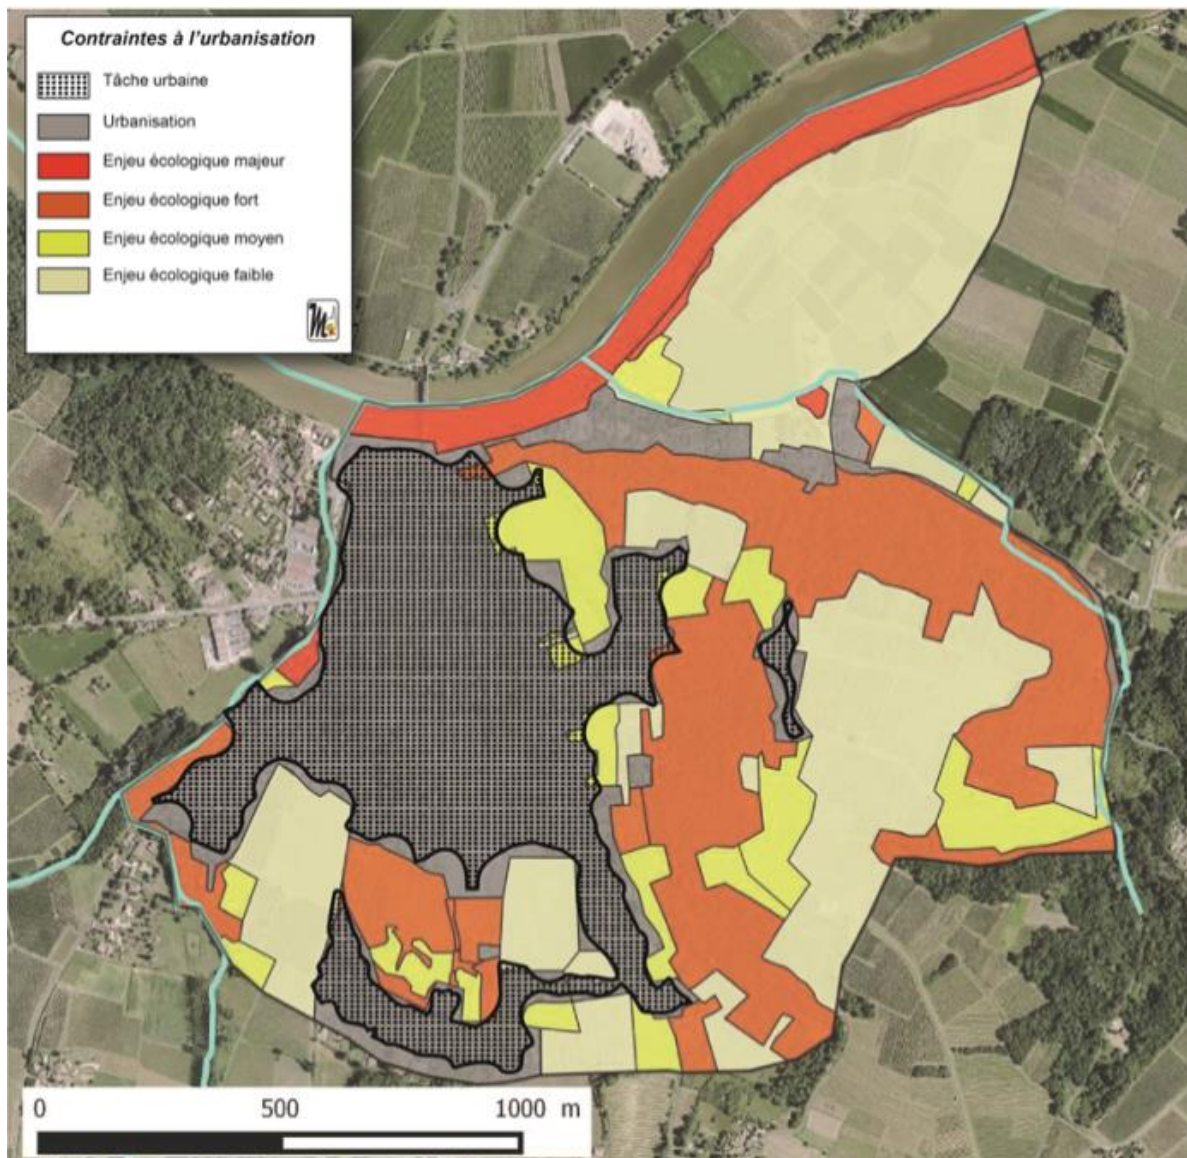 Contraintes à l'urbanisation
Tâche urbaine
Urbanisation
Enjeu écologique majeur
Enjeu écologique fort
Enjeu écologique moyen
Enjeu écologique faible
0 500 1000 m